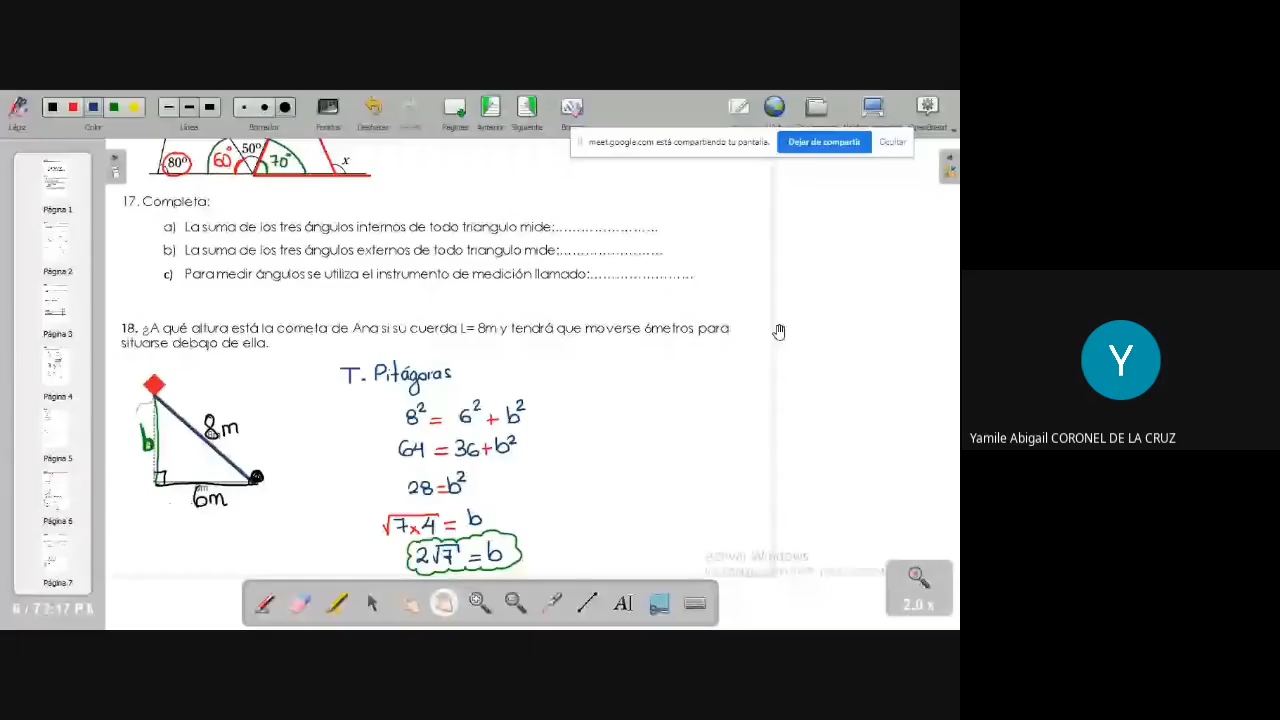 Lápiz
Color
Línea
Borrador
Fondos
Deshacer
Páginas
Anterior
Siguiente
meet.google.com está compartiendo tu pantalla.
Dejar de compartir
Ocultar
80°
60°
50°
70°
x
17. Completa:
a) La suma de los tres ángulos internos de todo triangulo mide:........................
b) La suma de los tres ángulos externos de todo triangulo mide:........................
c) Para medir ángulos se utiliza el instrumento de medición llamado:........................
18. ¿A qué altura está la cometa de Ana si su cuerda L= 8m y tendrá que moverse 6metros para
situarse debajo de ella.
b
8m
6m
T. Pitágoras
8² = 6² + b²
64 = 36 + b²
28 = b²
√7x4 = b
2√7 = b
Página 1
Página 2
Página 3
Página 4
Página 5
Página 6
Página 7
Activar Windows
2.0 x
Y
Yamile Abigail CORONEL DE LA CRUZ